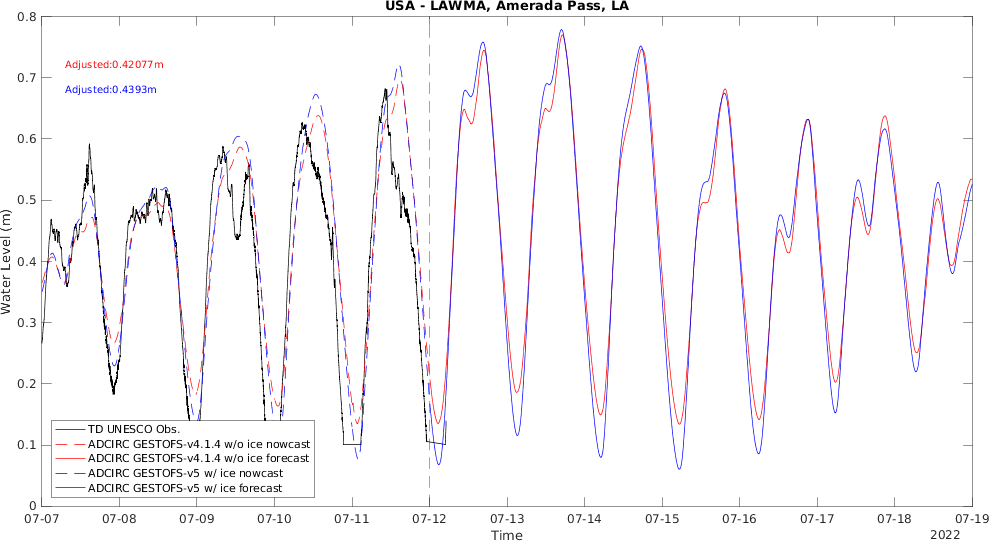 USA - LAWMA, Amerada Pass, LA
0.8
0.7
0.6
0.5
0.4
0.3
0.2
0.1
0
Water Level (m)
Adjusted:0.42077m
Adjusted:0.4393m
TD UNESCO Obs.
ADCIRC GESTOFS-v4.1.4 w/o ice nowcast
ADCIRC GESTOFS-v4.1.4 w/o ice forecast
ADCIRC GESTOFS-v5 w/ ice nowcast
ADCIRC GESTOFS-v5 w/ ice forecast
07-07 07-08 07-09 07-10 07-11 07-12 07-13 07-14 07-15 07-16 07-17 07-18 07-19
Time
2022